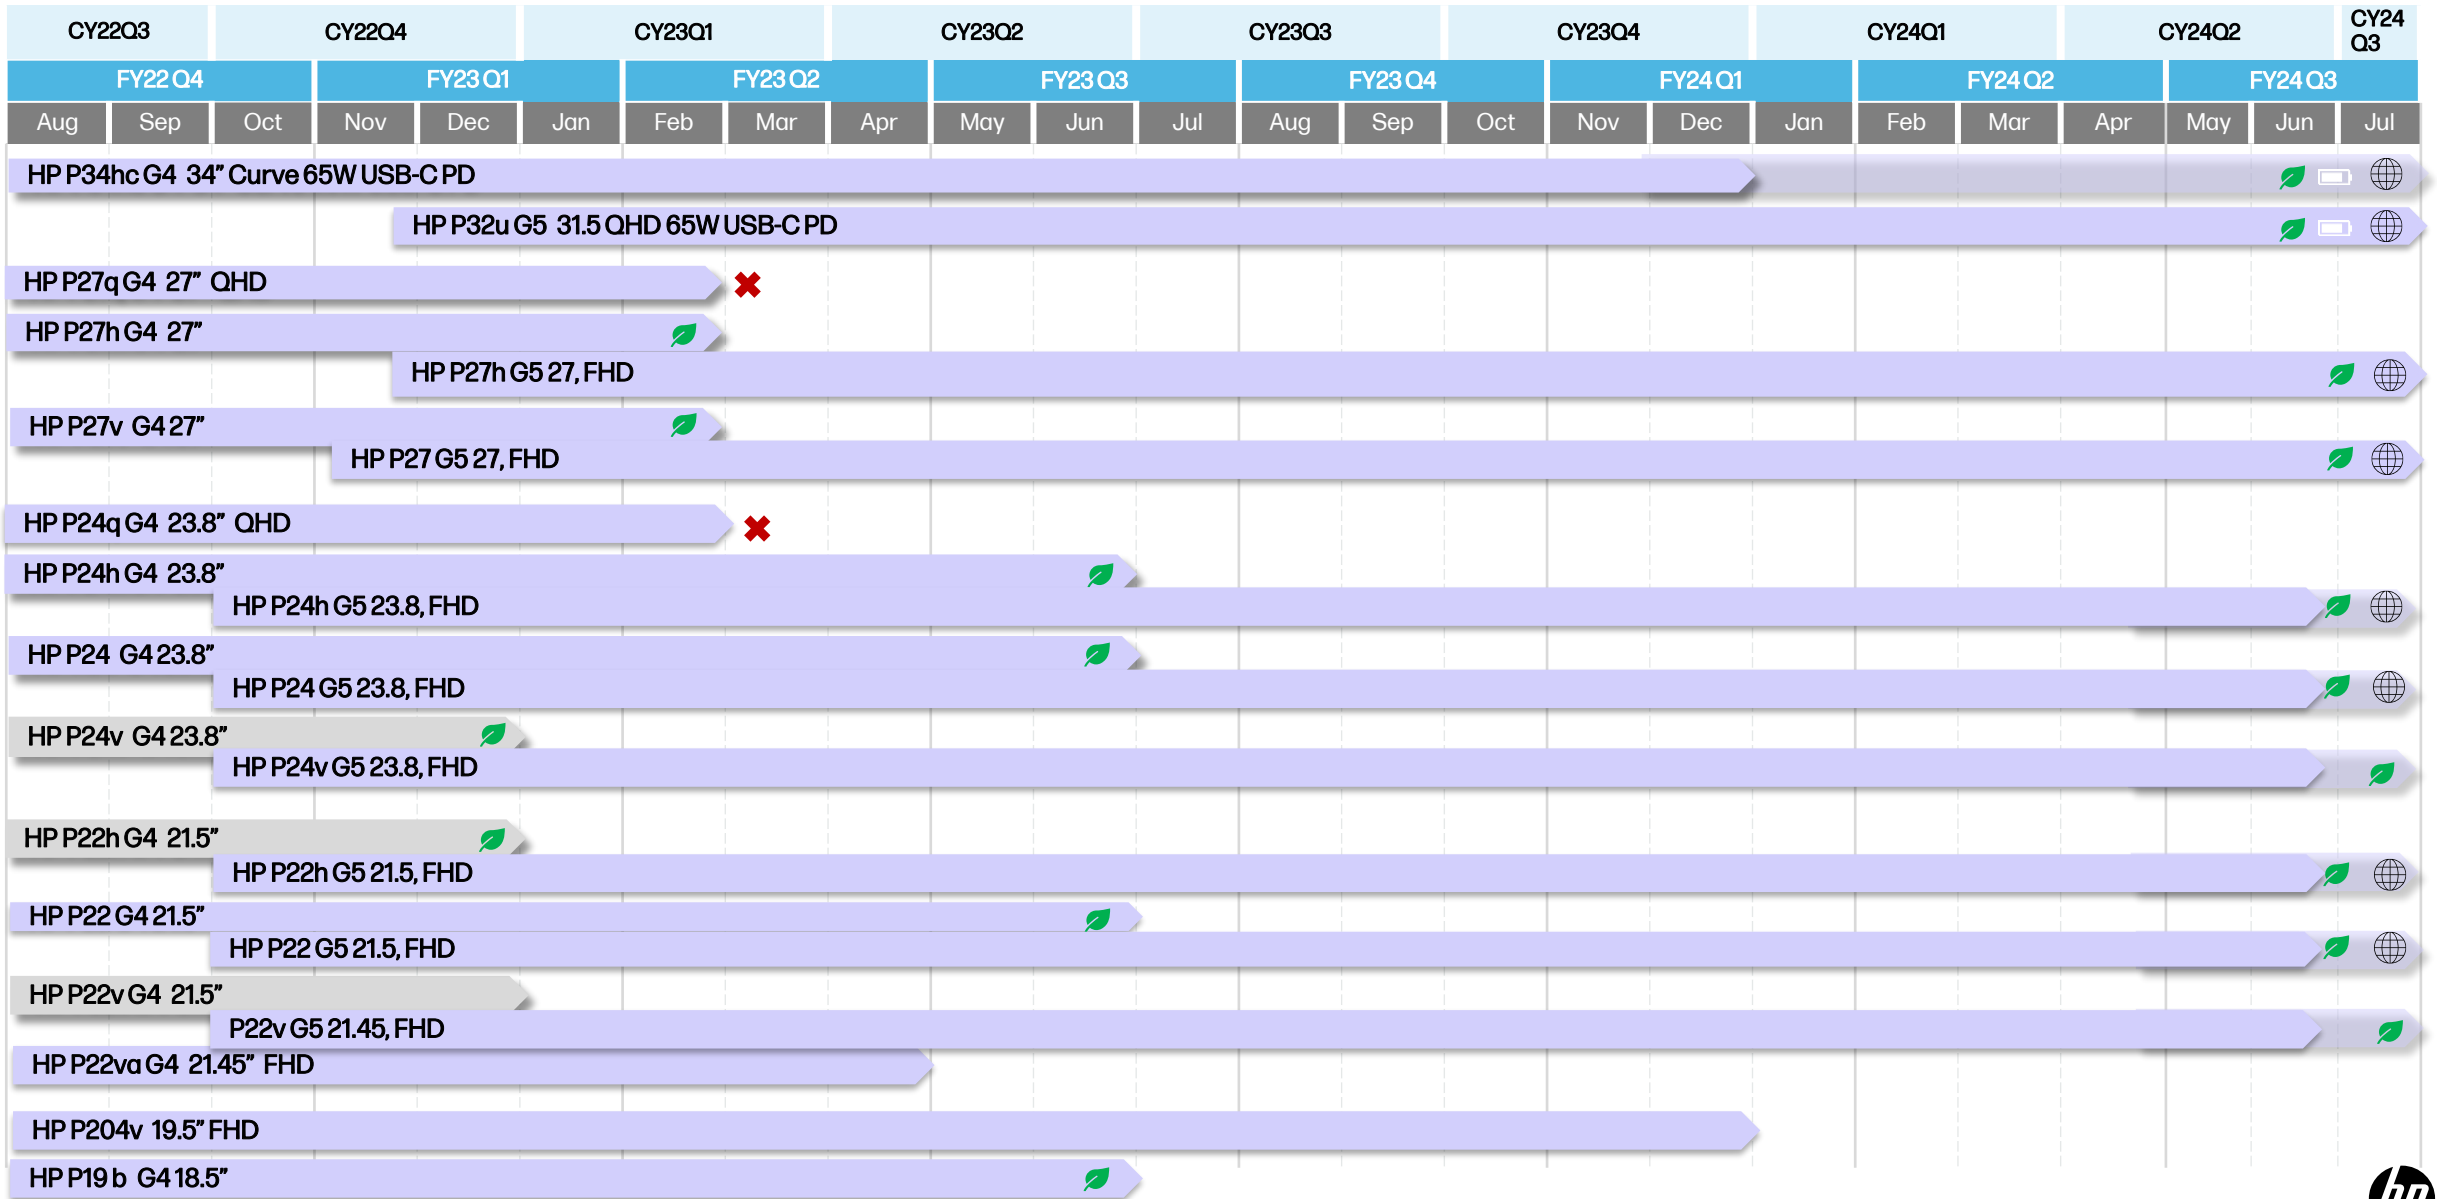 CY22Q3 CY22Q4 CY23Q1 CY23Q2 CY23Q3 CY23Q4 CY24Q1 CY24Q2 CY24 Q3
FY22 Q4 FY23 Q1 FY23 Q2 FY23 Q3 FY23 Q4 FY24 Q1 FY24 Q2 FY24 Q3
Aug Sep Oct Nov Dec Jan Feb Mar Apr May Jun Jul Aug Sep Oct Nov Dec Jan Feb Mar Apr May Jun Jul
HP P34hc G4 34” Curve 65W USB-C PD
HP P32u G5 31.5 QHD 65W USB-C PD
HP P27q G4 27” QHD
HP P27h G4 27”
HP P27h G5 27, FHD
HP P27v G4 27”
HP P27 G5 27, FHD
HP P24q G4 23.8” QHD
HP P24h G4 23.8”
HP P24h G5 23.8, FHD
HP P24 G4 23.8”
HP P24 G5 23.8, FHD
HP P24v G4 23.8”
HP P24v G5 23.8, FHD
HP P22h G4 21.5”
HP P22h G5 21.5, FHD
HP P22 G4 21.5”
HP P22 G5 21.5, FHD
HP P22v G4 21.5”
P22v G5 21.45, FHD
HP P22va G4 21.45” FHD
HP P204v 19.5” FHD
HP P19 b G4 18.5”
hp